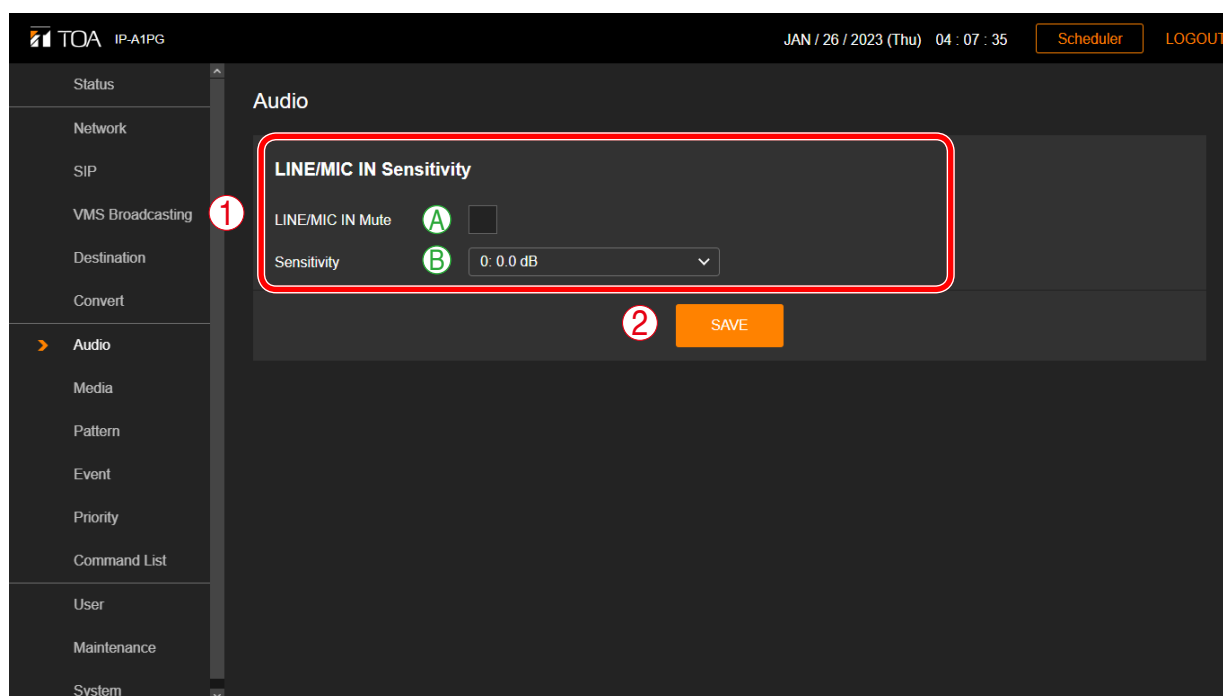 TOA IP-A1PG JAN / 26 / 2023 (Thu) 04 : 07 : 35 Scheduler LOGOUT
Status
Network
SIP
VMS Broadcasting
Destination
Convert
Audio
Media
Pattern
Event
Priority
Command List
User
Maintenance
System
Audio
1
LINE/MIC IN Sensitivity
LINE/MIC IN Mute A
Sensitivity B 0: 0.0 dB
2 SAVE